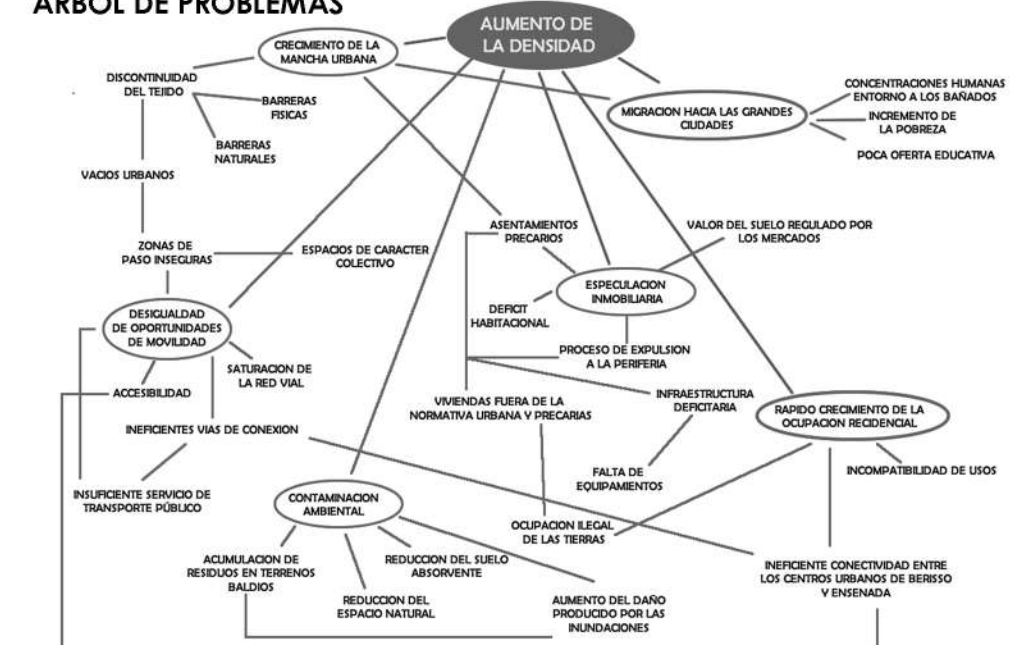 ARBOL DE PROBLEMAS
AUMENTO DE
LA DENSIDAD
CRECIMIENTO DE LA
MANCHA URBANA
DISCONTINUIDAD
DEL TEJIDO
BARRERAS
FISICAS
BARRERAS
NATURALES
MIGRACION HACIA LAS GRANDES
CIUDADES
CONCENTRACIONES HUMANAS
ENTORNO A LOS BAÑADOS
INCREMENTO DE
LA POBREZA
POCA OFERTA EDUCATIVA
VACIOS URBANOS
ZONAS DE
PASO INSEGURAS
ESPACIOS DE CARACTER
COLECTIVO
ASENTAMIENTOS
PRECARIOS
VALOR DEL SUELO REGULADO POR
LOS MERCADOS
ESPECULACION
INMOBILIARIA
DEFICIT
HABITACIONAL
DESIGUALDAD
DE OPORTUNIDADES
DE MOVILIDAD
SATURACION DE
LA RED VIAL
PROCESO DE EXPULSION
A LA PERIFERIA
ACCESIBILIDAD
VIVIENDAS FUERA DE LA
NORMATIVA URBANA Y PRECARIAS
INFRAESTRUCTURA
DEFICITARIA
RAPIDO CRECIMIENTO DE LA
OCUPACION RECIDENCIAL
INEFICIENTES VIAS DE CONEXION
INCOMPATIBILIDAD DE USOS
FALTA DE
EQUIPAMIENTOS
INSUFICIENTE SERVICIO DE
TRANSPORTE PÚBLICO
CONTAMINACION
AMBIENTAL
OCUPACION ILEGAL
DE LAS TIERRAS
ACUMULACION DE
RESIDUOS EN TERRENOS
BALDIOS
REDUCCION DEL SUELO
ABSORVENTE
REDUCCION DEL
ESPACIO NATURAL
AUMENTO DEL DAÑO
PRODUCIDO POR LAS
INUNDACIONES
INEFICIENTE CONECTIVIDAD ENTRE
LOS CENTROS URBANOS DE BERISSO
Y ENSENADA